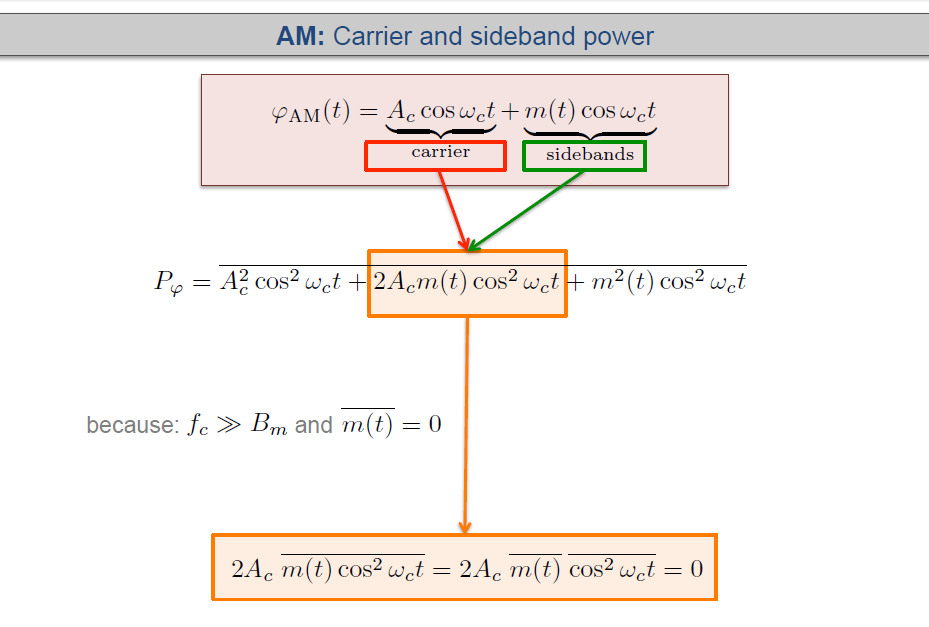 AM: Carrier and sideband power
φ_AM(t) = A_c cos ω_c t + m(t) cos ω_c t
carrier sidebands
P_φ = \overline{A_c^2 cos^2 ω_c t + 2A_c m(t) cos^2 ω_c t + m^2(t) cos^2 ω_c t}
because: f_c ≫ B_m and \overline{m(t)} = 0
2A_c \overline{m(t) cos^2 ω_c t} = 2A_c \overline{m(t)} \overline{cos^2 ω_c t} = 0